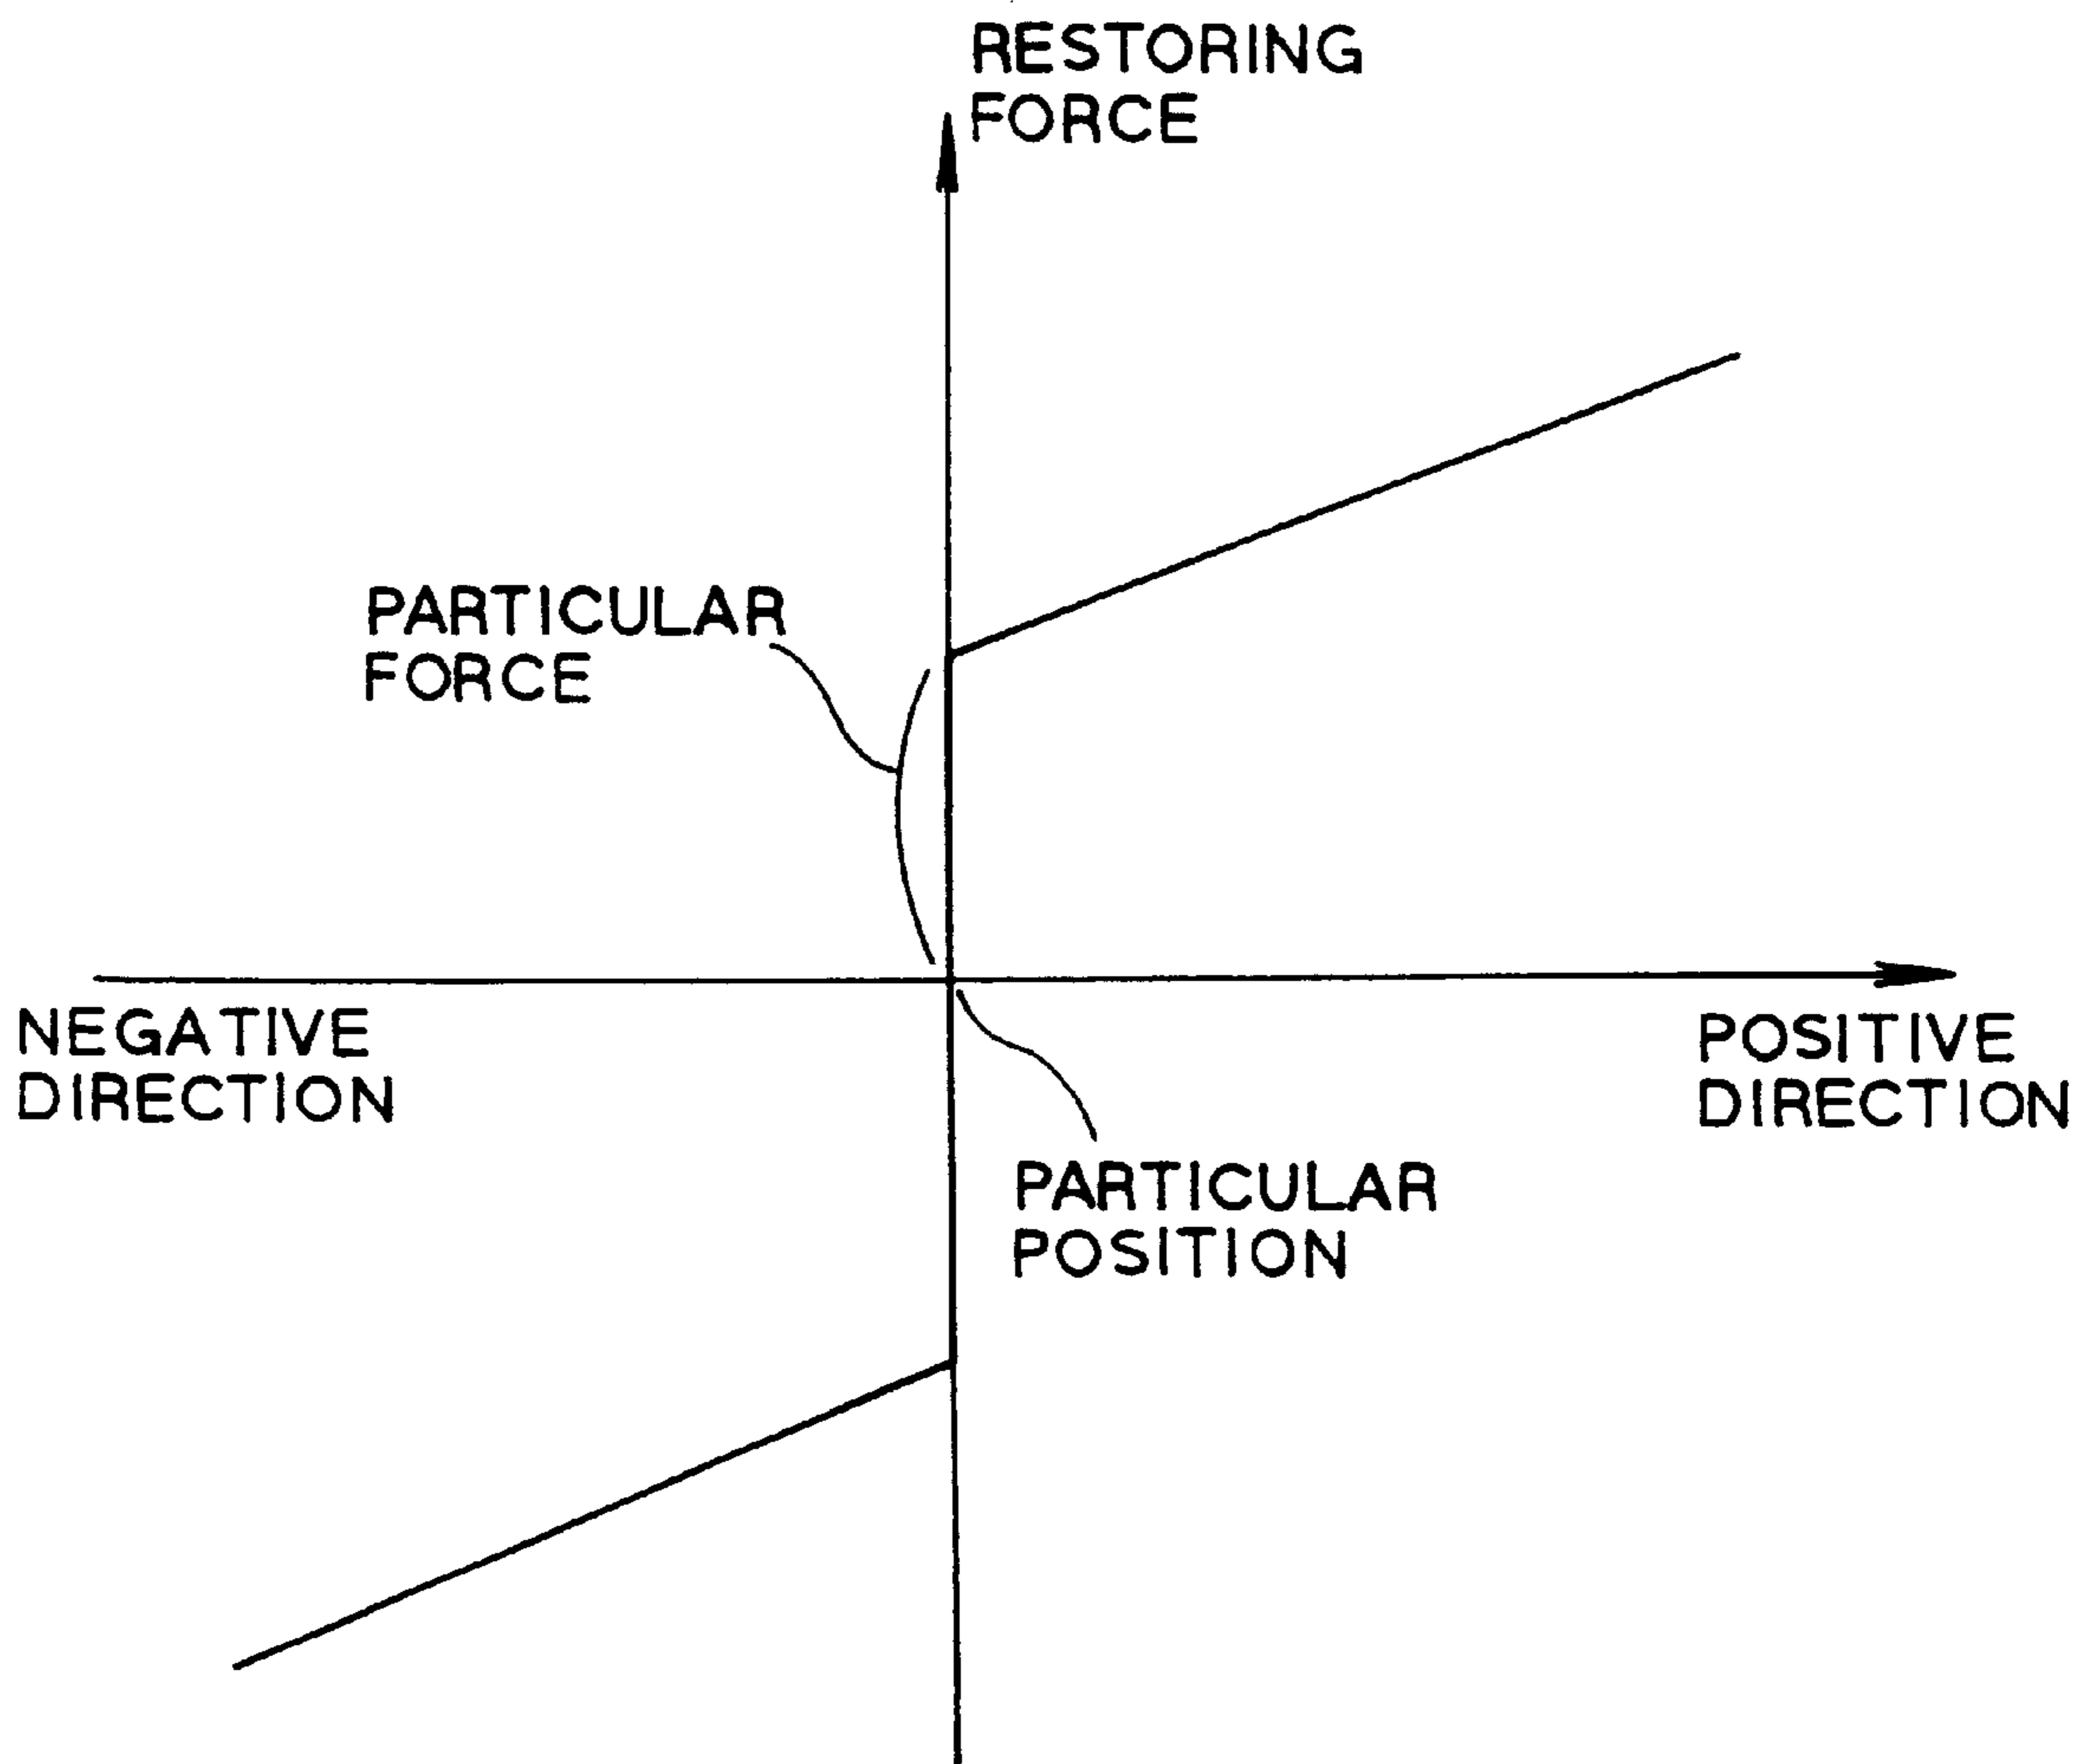 RESTORING
FORCE
PARTICULAR
FORCE
NEGATIVE
DIRECTION
POSITIVE
DIRECTION
PARTICULAR
POSITION